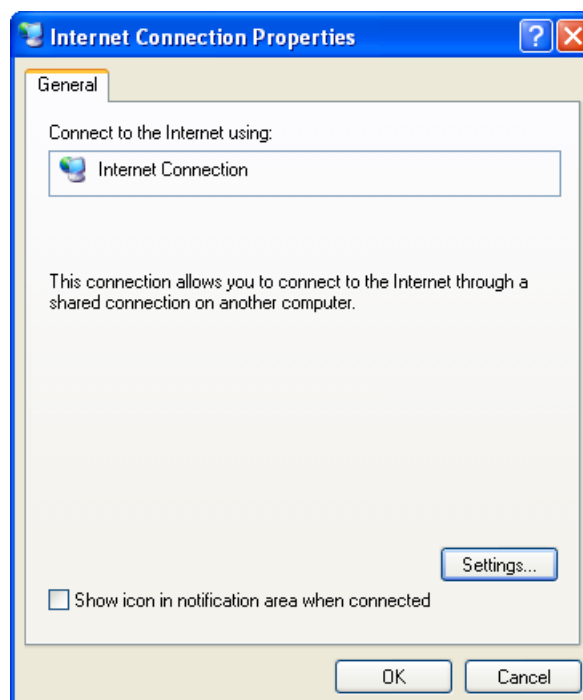 Internet Connection Properties
General
Connect to the Internet using:
Internet Connection
This connection allows you to connect to the Internet through a
shared connection on another computer.
Settings...
Show icon in notification area when connected
OK Cancel